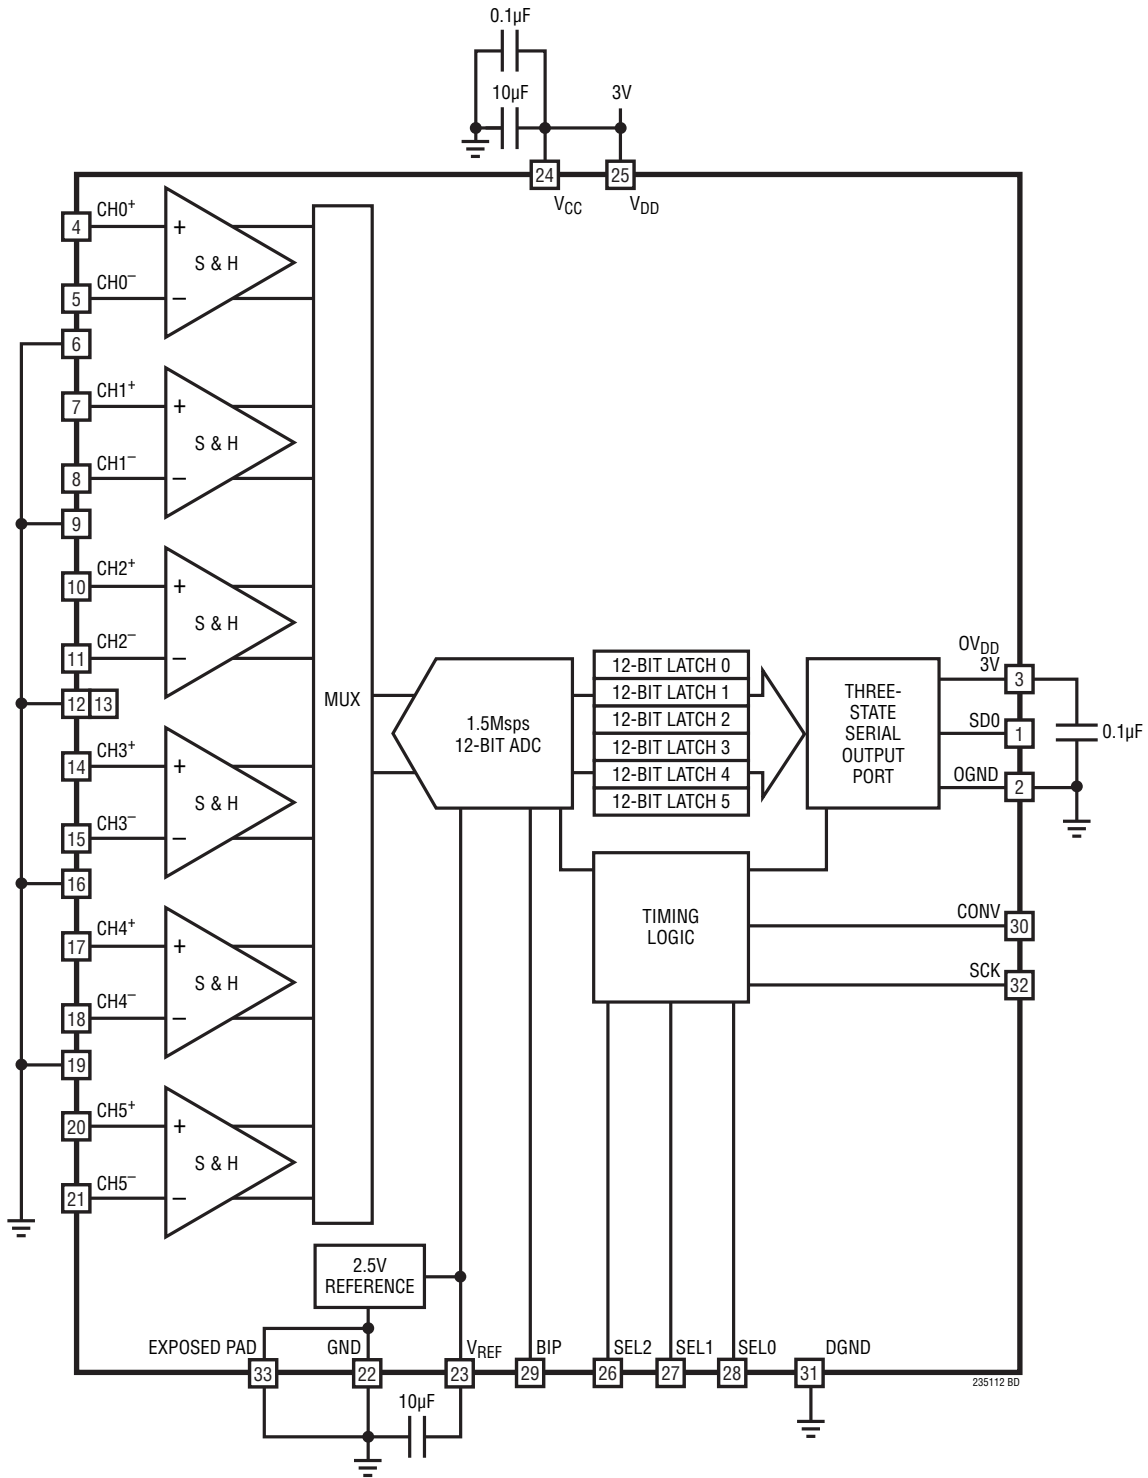 0.1µF
10µF
3V
24
25
VCC
VDD
4
CH0+
+
S & H
5
CH0–
–
6
7
CH1+
+
S & H
8
CH1–
–
9
10
CH2+
+
S & H
11
CH2–
–
12 13
14
CH3+
+
S & H
15
CH3–
–
16
17
CH4+
+
S & H
18
CH4–
–
19
20
CH5+
+
S & H
21
CH5–
–
MUX
1.5Msps
12-BIT ADC
12-BIT LATCH 0
12-BIT LATCH 1
12-BIT LATCH 2
12-BIT LATCH 3
12-BIT LATCH 4
12-BIT LATCH 5
THREE-
STATE
SERIAL
OUTPUT
PORT
OVDD
3V
3
SD0
1
OGND
2
0.1µF
TIMING
LOGIC
CONV
30
SCK
32
2.5V
REFERENCE
EXPOSED PAD
GND
VREF
BIP
SEL2
SEL1
SEL0
DGND
33
22
23
29
26
27
28
31
10µF
235112 BD